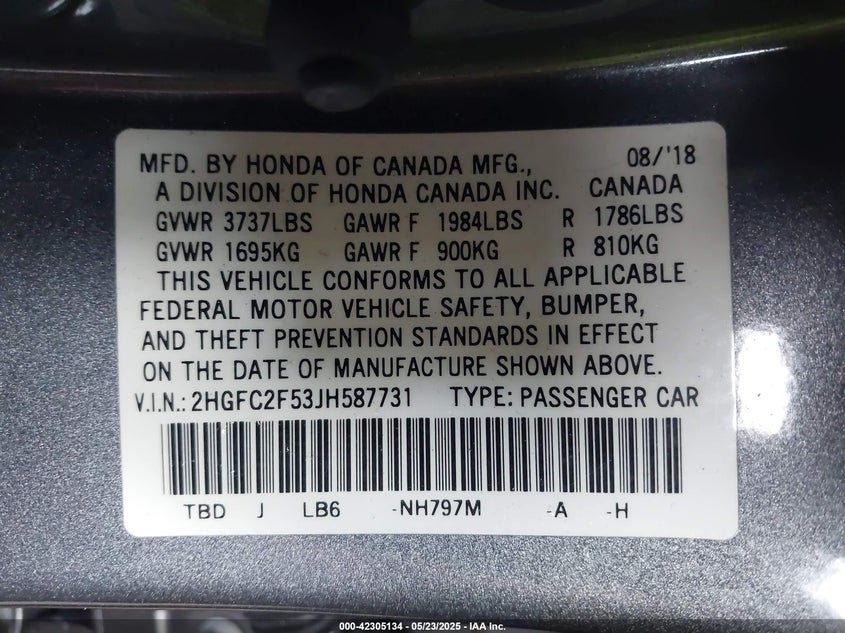 MFD. BY HONDA OF CANADA MFG., 08/'18
A DIVISION OF HONDA CANADA INC. CANADA
GVWR 3737LBS GAWR F 1984LBS R 1786LBS
GVWR 1695KG GAWR F 900KG R 810KG
THIS VEHICLE CONFORMS TO ALL APPLICABLE
FEDERAL MOTOR VEHICLE SAFETY, BUMPER,
AND THEFT PREVENTION STANDARDS IN EFFECT
ON THE DATE OF MANUFACTURE SHOWN ABOVE.
V.I.N.: 2HGFC2F53JH587731 TYPE: PASSENGER CAR
TBD J LB6 -NH797M -A -H
000-42305134 - 05/23/2025 - IAA Inc.